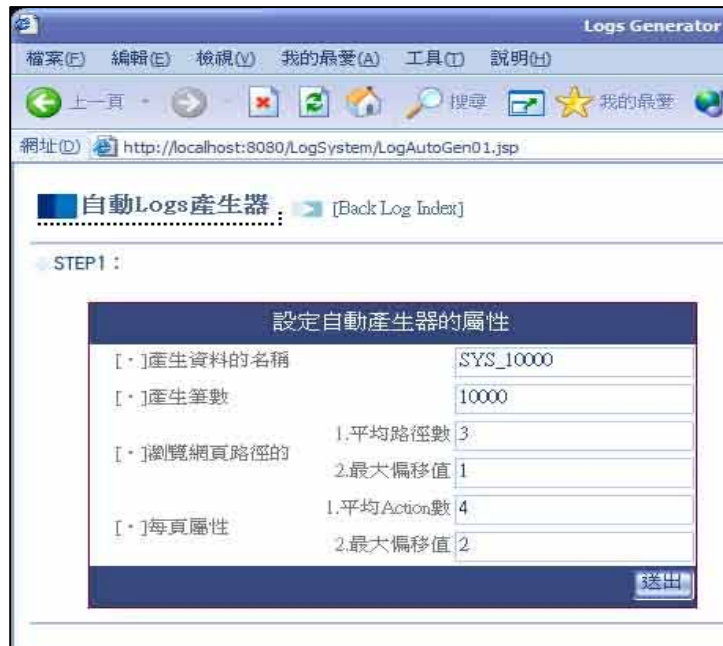 Logs Generator
檔案(F) 編輯(E) 檢視(V) 我的最愛(A) 工具(T) 說明(H)
上一頁 搜尋 我的最愛
網址(D) http://localhost:8080/LogSystem/LogAutoGen01.jsp
自動Logs產生器 : [Back Log Index]
STEP1：
設定自動產生器的屬性
[‧]產生資料的名稱 SYS_10000
[‧]產生筆數 10000
[‧]瀏覽網頁路徑的
1.平均路徑數 3
2.最大偏移值 1
[‧]每頁屬性
1.平均Action數 4
2.最大偏移值 2
送出